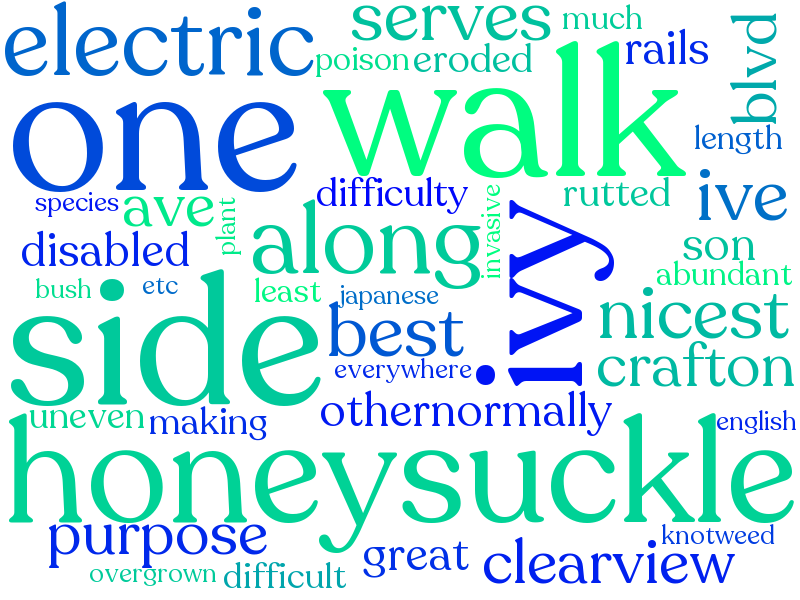 electric
serves
much
blvd
poison
eroded
rails
one
walk
length
species
ave
plant
difficulty
invasive
rutted
ive
disabled
along
ivy
son
bush
etc
least
japanese
abundant
side
best
nicest
everywhere
crafton
uneven
making
othernormally
english
honeysuckle
purpose
great
clearview
knotweed
overgrown
difficult